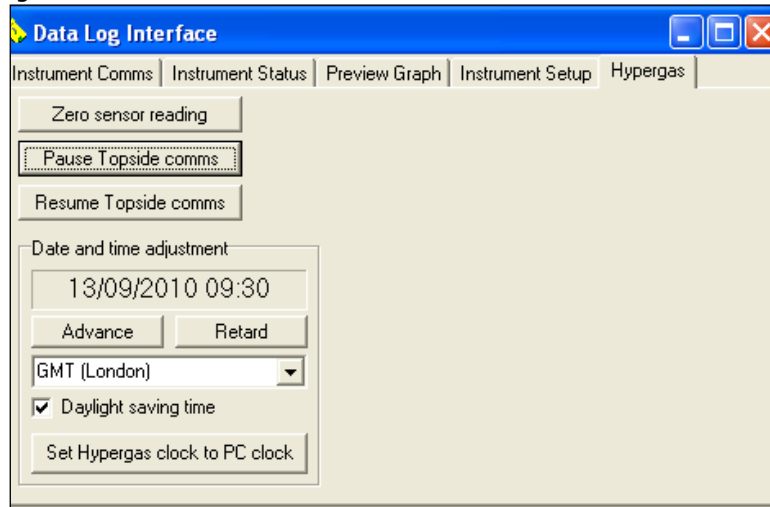 Data Log Interface
Instrument Comms Instrument Status Preview Graph Instrument Setup Hypergas
Zero sensor reading
Pause Topside comms
Resume Topside comms
Date and time adjustment
13/09/2010 09:30
Advance Retard
GMT (London)
Daylight saving time
Set Hypergas clock to PC clock